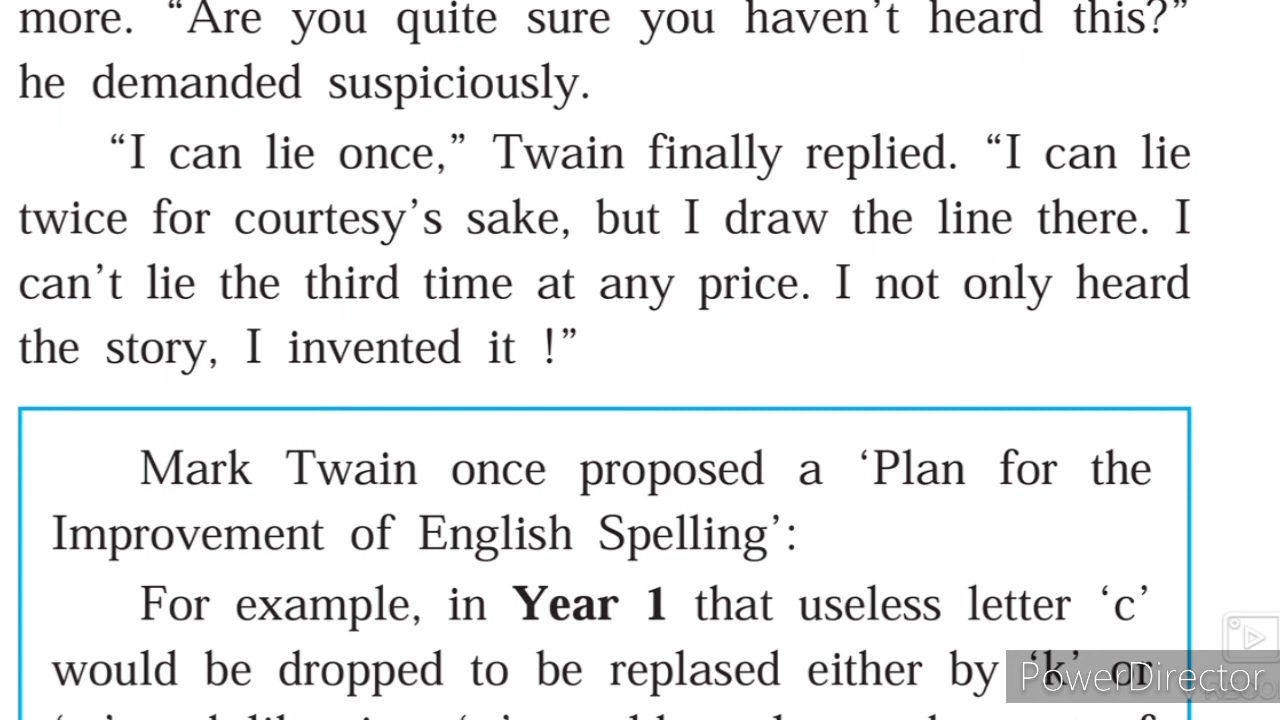 more. “Are you quite sure you haven’t heard this?”
he demanded suspiciously.
“I can lie once,” Twain finally replied. “I can lie
twice for courtesy’s sake, but I draw the line there. I
can’t lie the third time at any price. I not only heard
the story, I invented it !”
Mark Twain once proposed a ‘Plan for the
Improvement of English Spelling’:
For example, in Year 1 that useless letter ‘c’
would be dropped to be replased either by ‘k’ or
PowerDirector